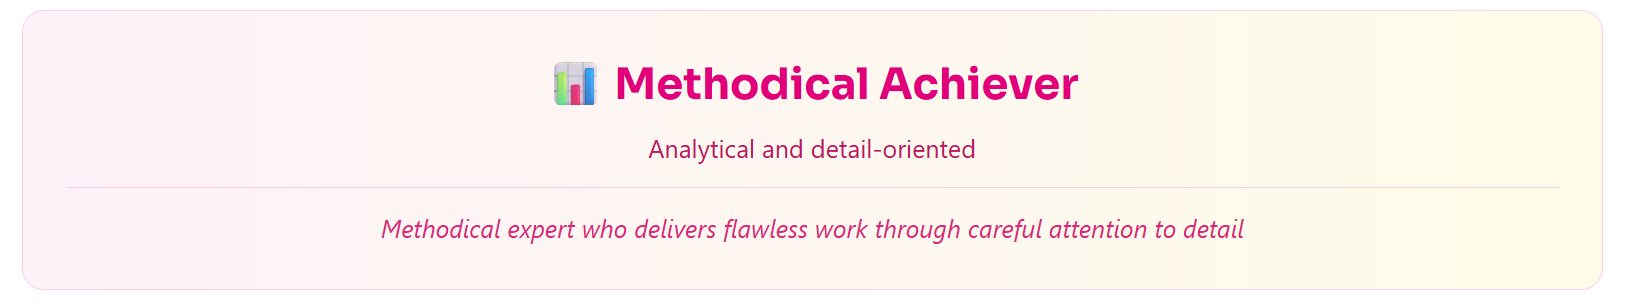 Methodical Achiever
Analytical and detail-oriented
Methodical expert who delivers flawless work through careful attention to detail